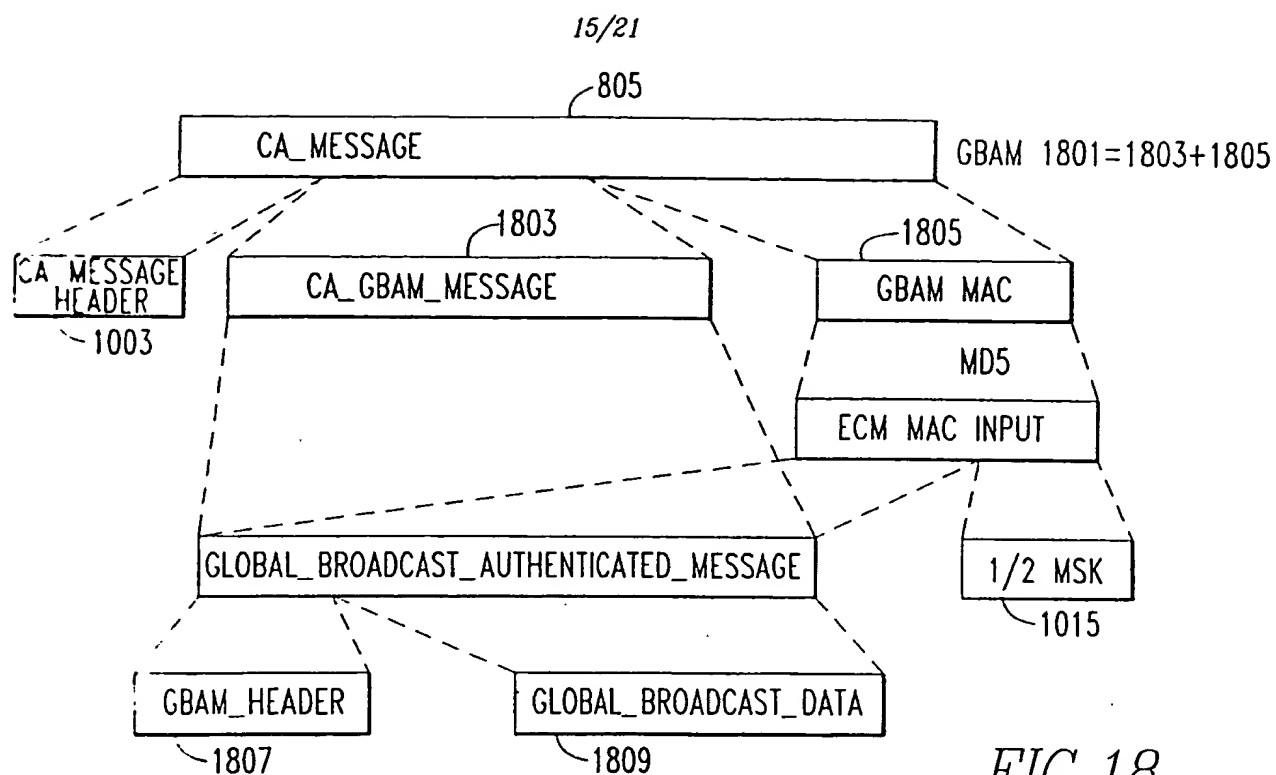 15/21
805
CA_MESSAGE
GBAM 1801=1803+1805
1803
1805
CA MESSAGE
HEADER
CA_GBAM_MESSAGE
GBAM MAC
1003
MD5
ECM MAC INPUT
GLOBAL_BROADCAST_AUTHENTICATED_MESSAGE
1/2 MSK
1015
GBAM_HEADER
GLOBAL_BROADCAST_DATA
1807
1809
FIG. 18